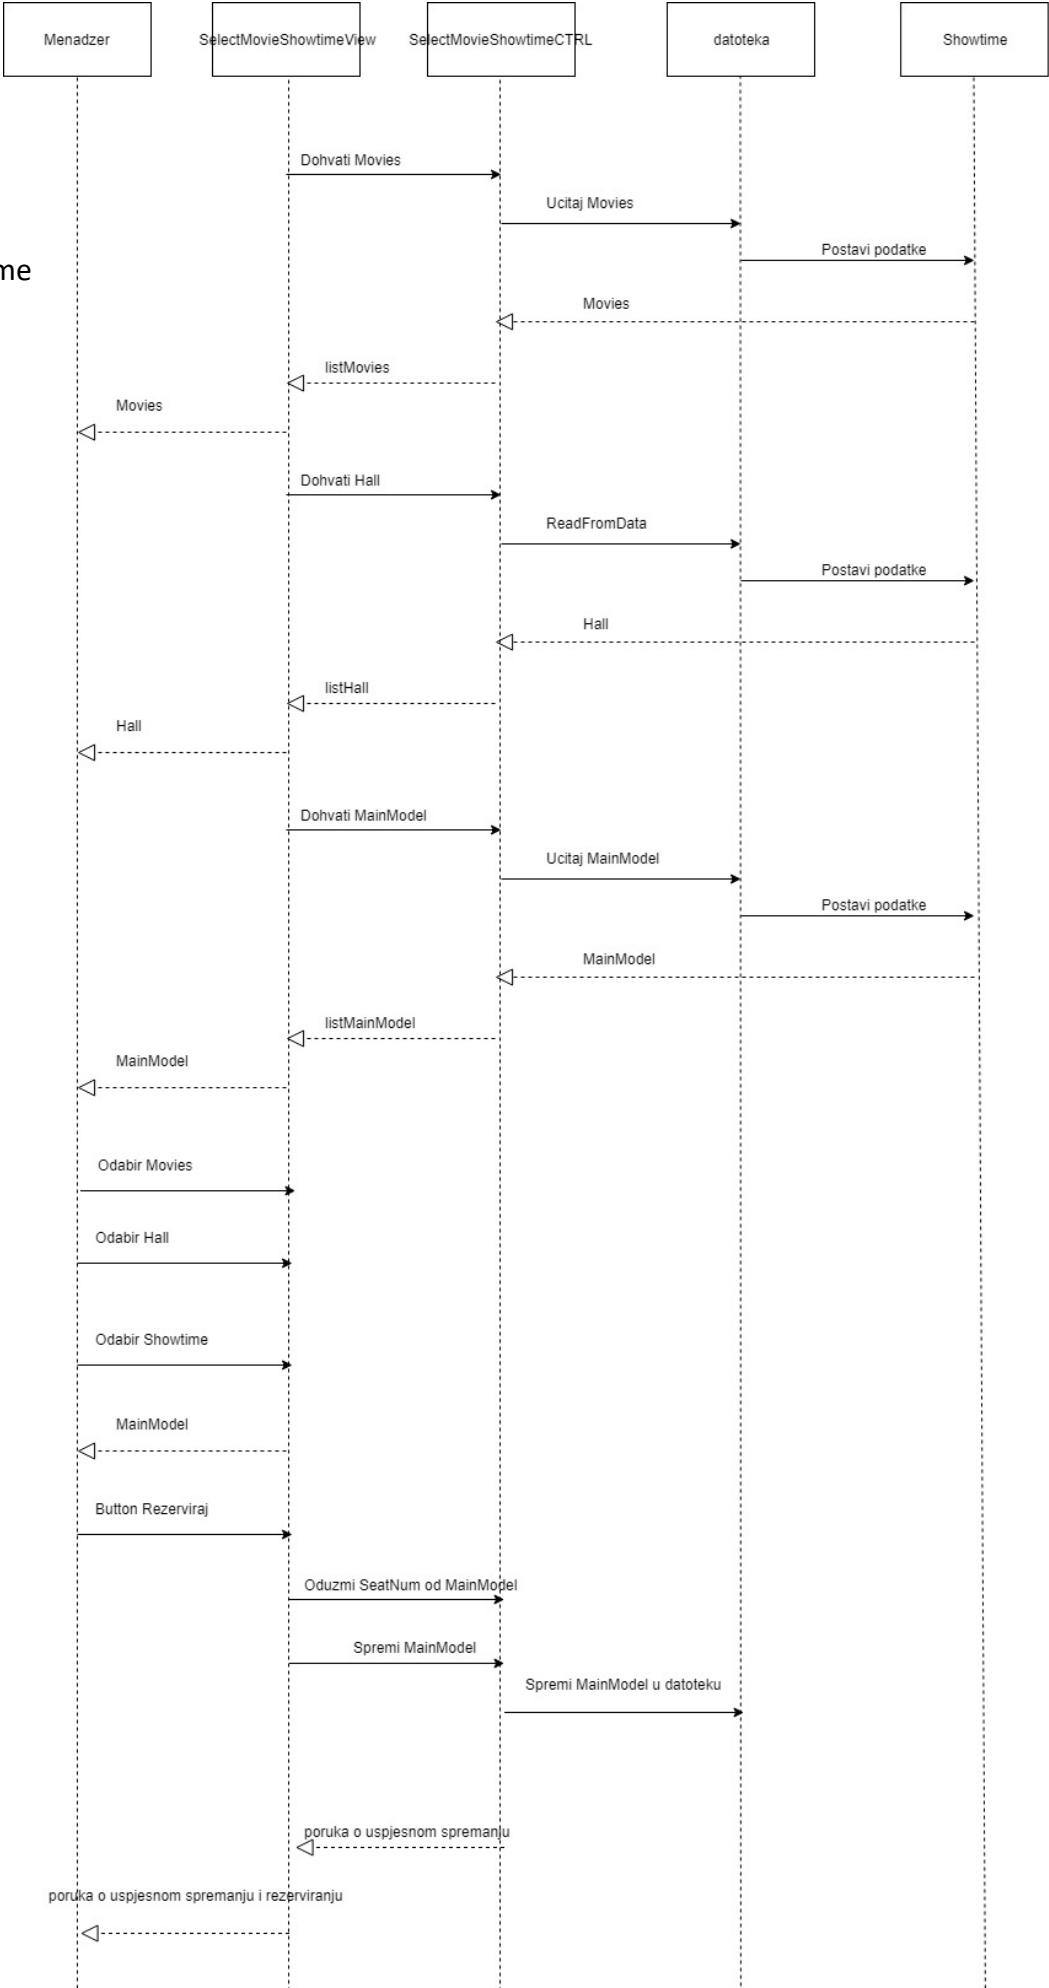 Menadzer
SelectMovieShowtimeView
SelectMovieShowtimeCTRL
datoteka
Showtime
Dohvati Movies
Ucitaj Movies
Postavi podatke
me
Movies
listMovies
Movies
Dohvati Hall
ReadFromData
Postavi podatke
Hall
listHall
Hall
Dohvati MainModel
Ucitaj MainModel
Postavi podatke
MainModel
listMainModel
MainModel
Odabir Movies
Odabir Hall
Odabir Showtime
MainModel
Button Rezerviraj
Oduzmi SeatNum od MainModel
Spremi MainModel
Spremi MainModel u datoteku
poruka o uspjesnom spremanju
poruka o uspjesnom spremanju i rezerviranju